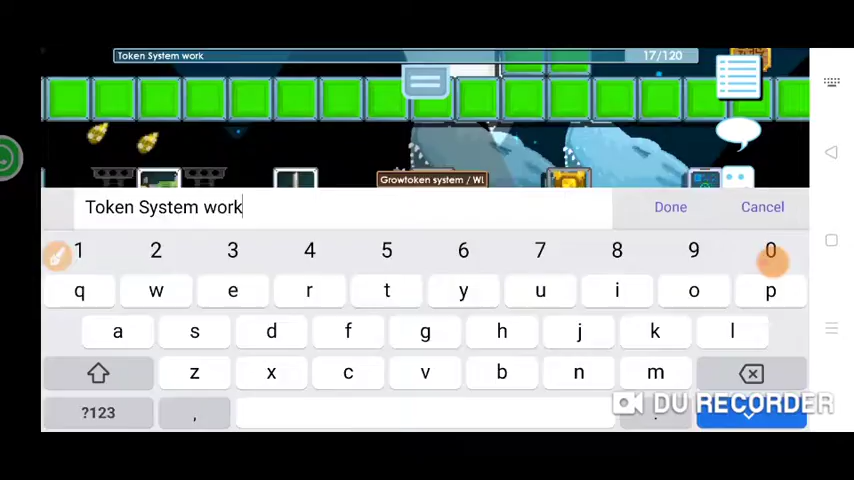 Token System work
17/120
Growtoken system / WL
Token System work
Done
Cancel
1 2 3 4 5 6 7 8 9 0
q w e r t y u i o p
a s d f g h j k l
z x c v b n m
?123 , .
DU RECORDER